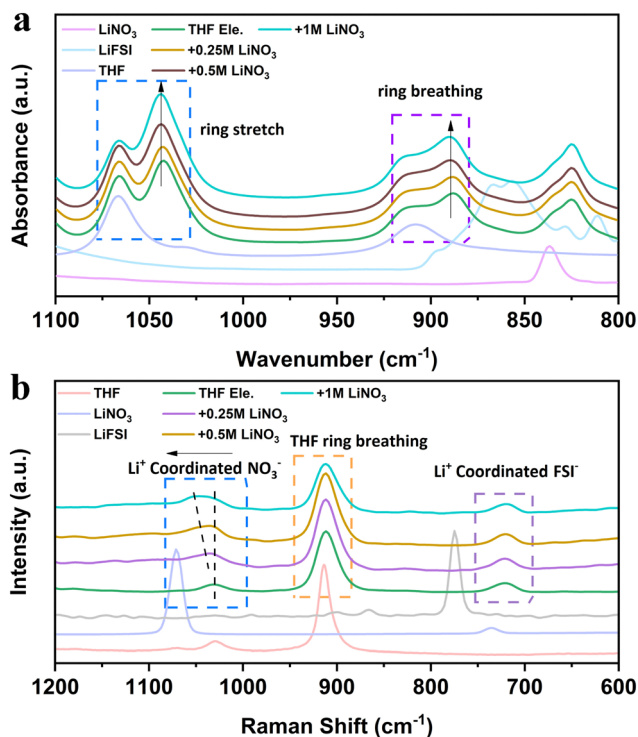 a
LiNO₃ THF Ele. +1M LiNO₃
LiFSI +0.25M LiNO₃
THF +0.5M LiNO₃
ring breathing
ring stretch
Absorbance (a.u.)
1100 1050 1000 950 900 850 800
Wavenumber (cm⁻¹)
b
THF THF Ele. +1M LiNO₃
LiNO₃ +0.25M LiNO₃
LiFSI +0.5M LiNO₃
THF ring breathing
Li⁺ Coordinated NO₃⁻
Li⁺ Coordinated FSI⁻
Intensity (a.u.)
1200 1100 1000 900 800 700 600
Raman Shift (cm⁻¹)